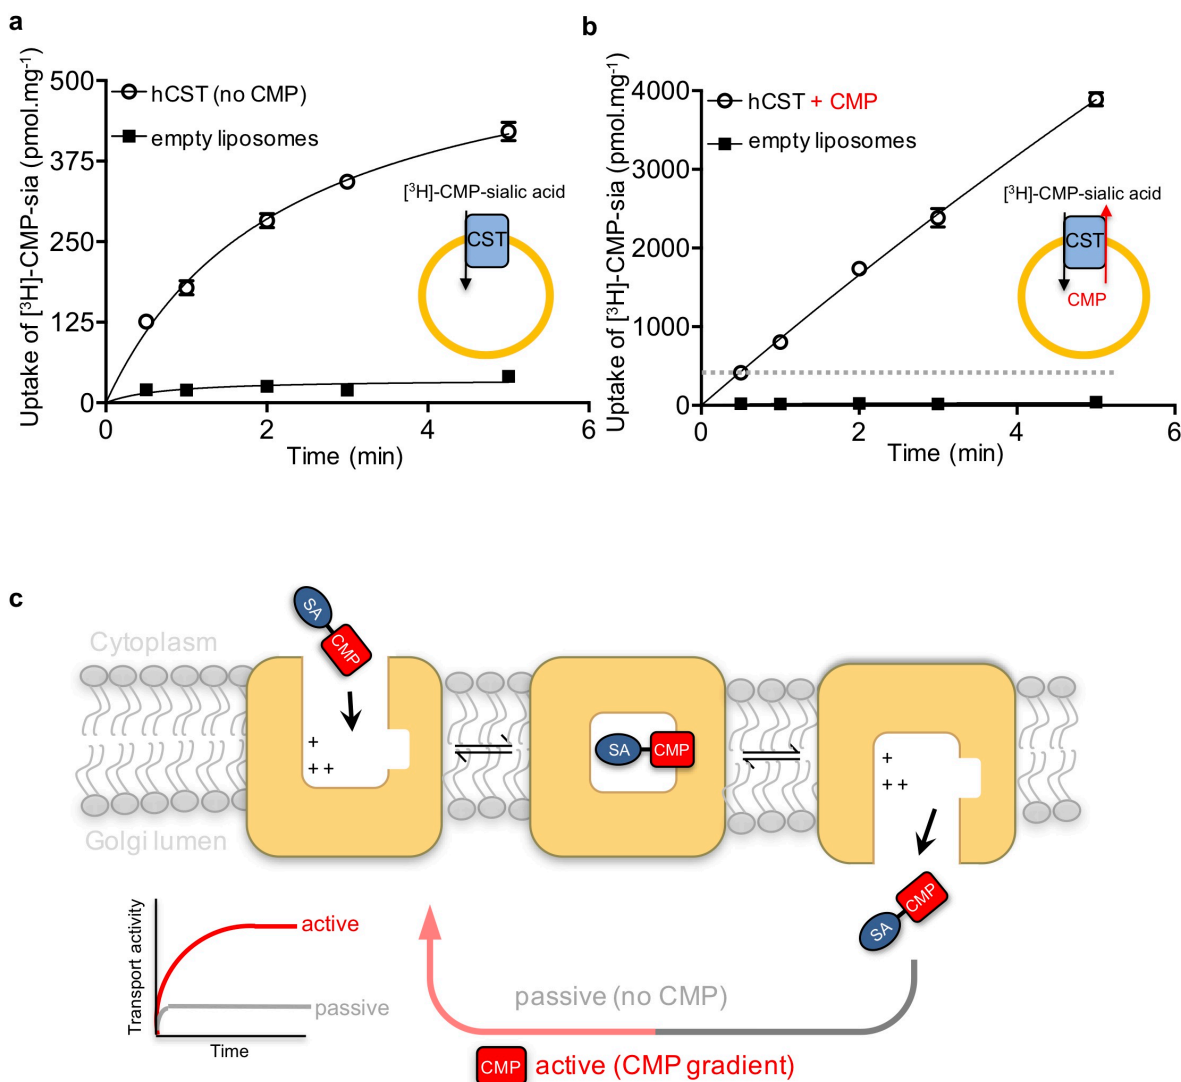 a
Uptake of [³H]-CMP-sia (pmol.mg⁻¹)
500
375
250
125
0
hCST (no CMP)
empty liposomes
[³H]-CMP-sialic acid
CST
0 2 4 6
Time (min)
b
Uptake of [³H]-CMP-sia (pmol.mg⁻¹)
4000
3000
2000
1000
0
hCST + CMP
empty liposomes
[³H]-CMP-sialic acid
CST
CMP
0 2 4 6
Time (min)
c
Cytoplasm
Golgi lumen
SA
CMP
+
+ +
SA
CMP
+
+ +
CMP
SA
Transport activity
active
passive
Time
passive (no CMP)
CMP
active (CMP gradient)